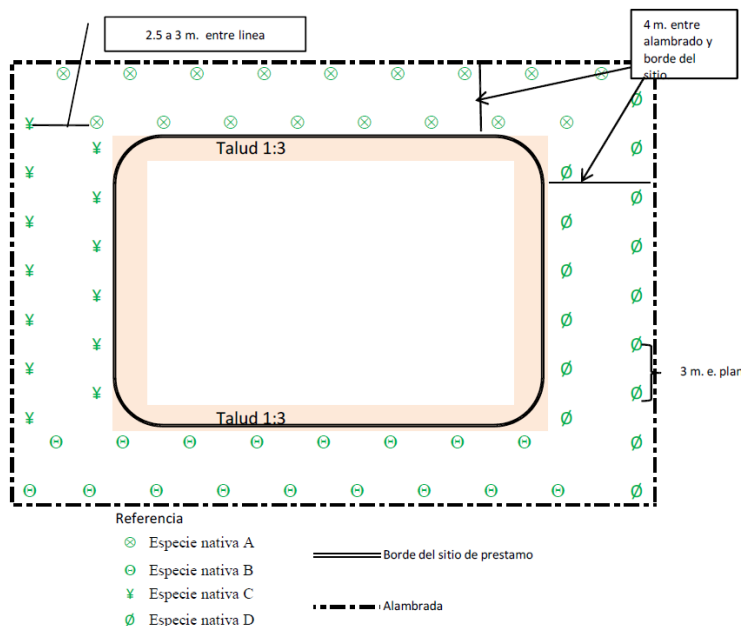 2.5 a 3 m. entre linea
4 m. entre
alambrado y
borde del
sitio
Talud 1:3
3 m. e. plan
Talud 1:3
Referencia
⊗ Especie nativa A
Θ Especie nativa B
¥ Especie nativa C
Ø Especie nativa D
Borde del sitio de prestamo
Alambrada